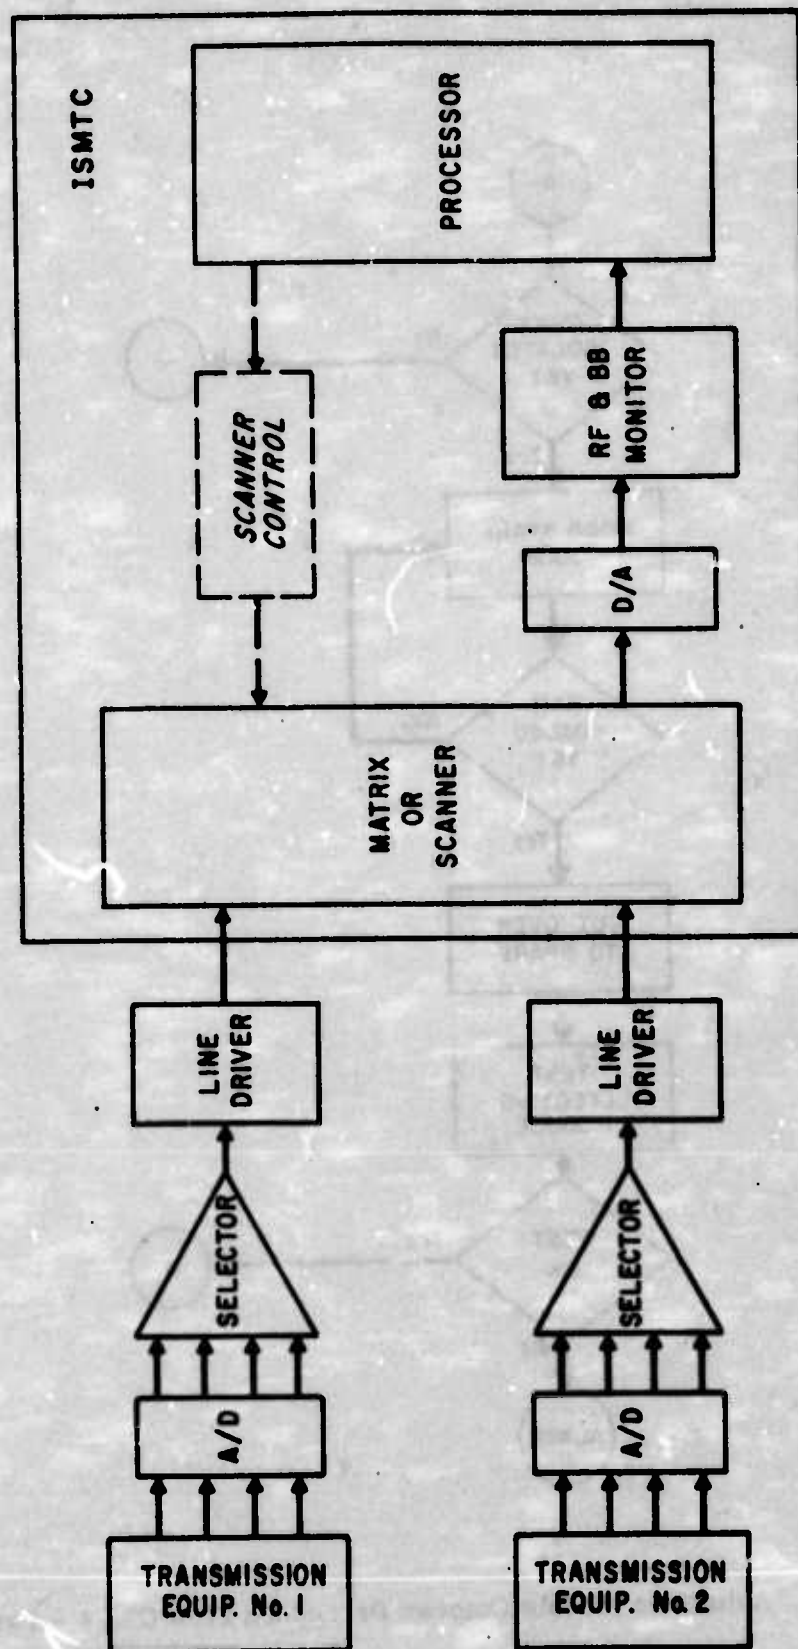 ISMTC
PROCESSOR
SCANNER
CONTROL
RF & BB
MONITOR
D/A
MATRIX
OR
SCANNER
LINE
DRIVER
LINE
DRIVER
SELECTOR
SELECTOR
A/D
A/D
TRANSMISSION
EQUIP. No. 1
TRANSMISSION
EQUIP. No. 2